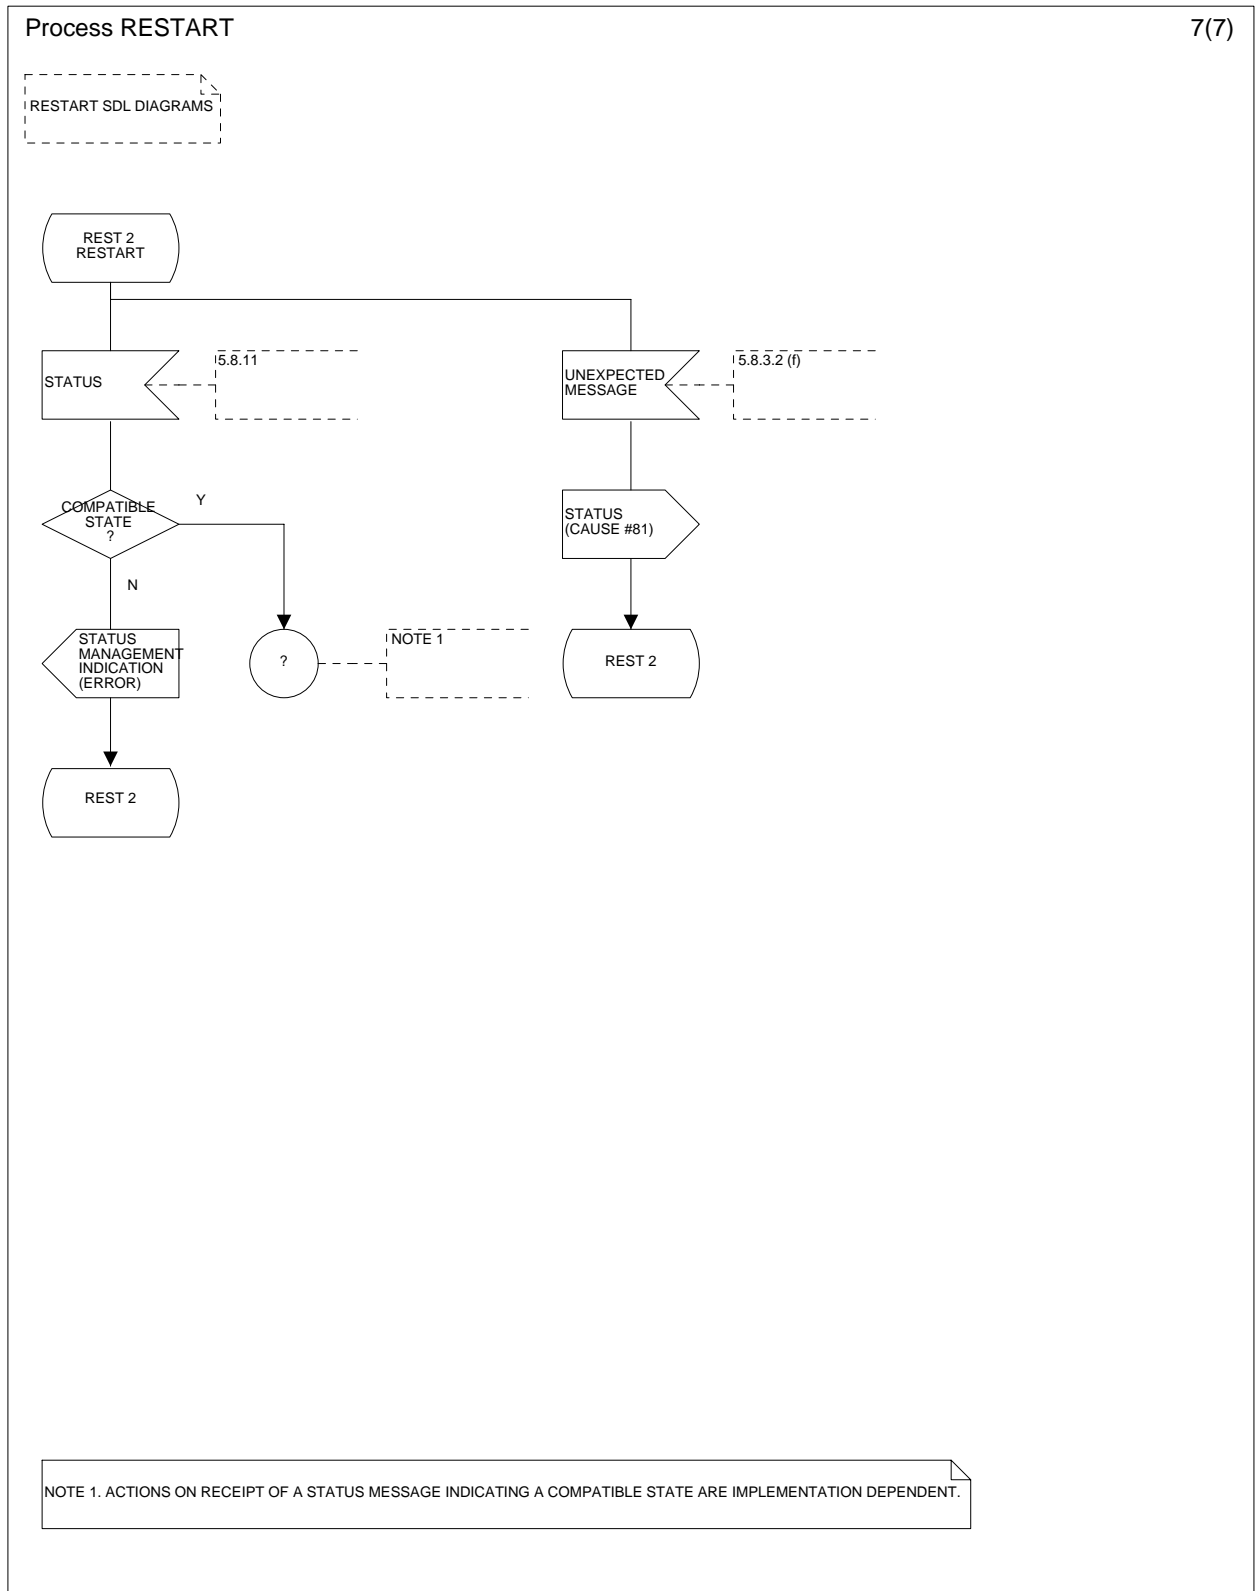 Process RESTART
7(7)
RESTART SDL DIAGRAMS
REST 2
RESTART
STATUS
5.8.11
UNEXPECTED
MESSAGE
5.8.3.2 (f)
COMPATIBLE
STATE
?
Y
N
STATUS
(CAUSE #81)
STATUS
MANAGEMENT
INDICATION
(ERROR)
?
NOTE 1
REST 2
REST 2
NOTE 1. ACTIONS ON RECEIPT OF A STATUS MESSAGE INDICATING A COMPATIBLE STATE ARE IMPLEMENTATION DEPENDENT.